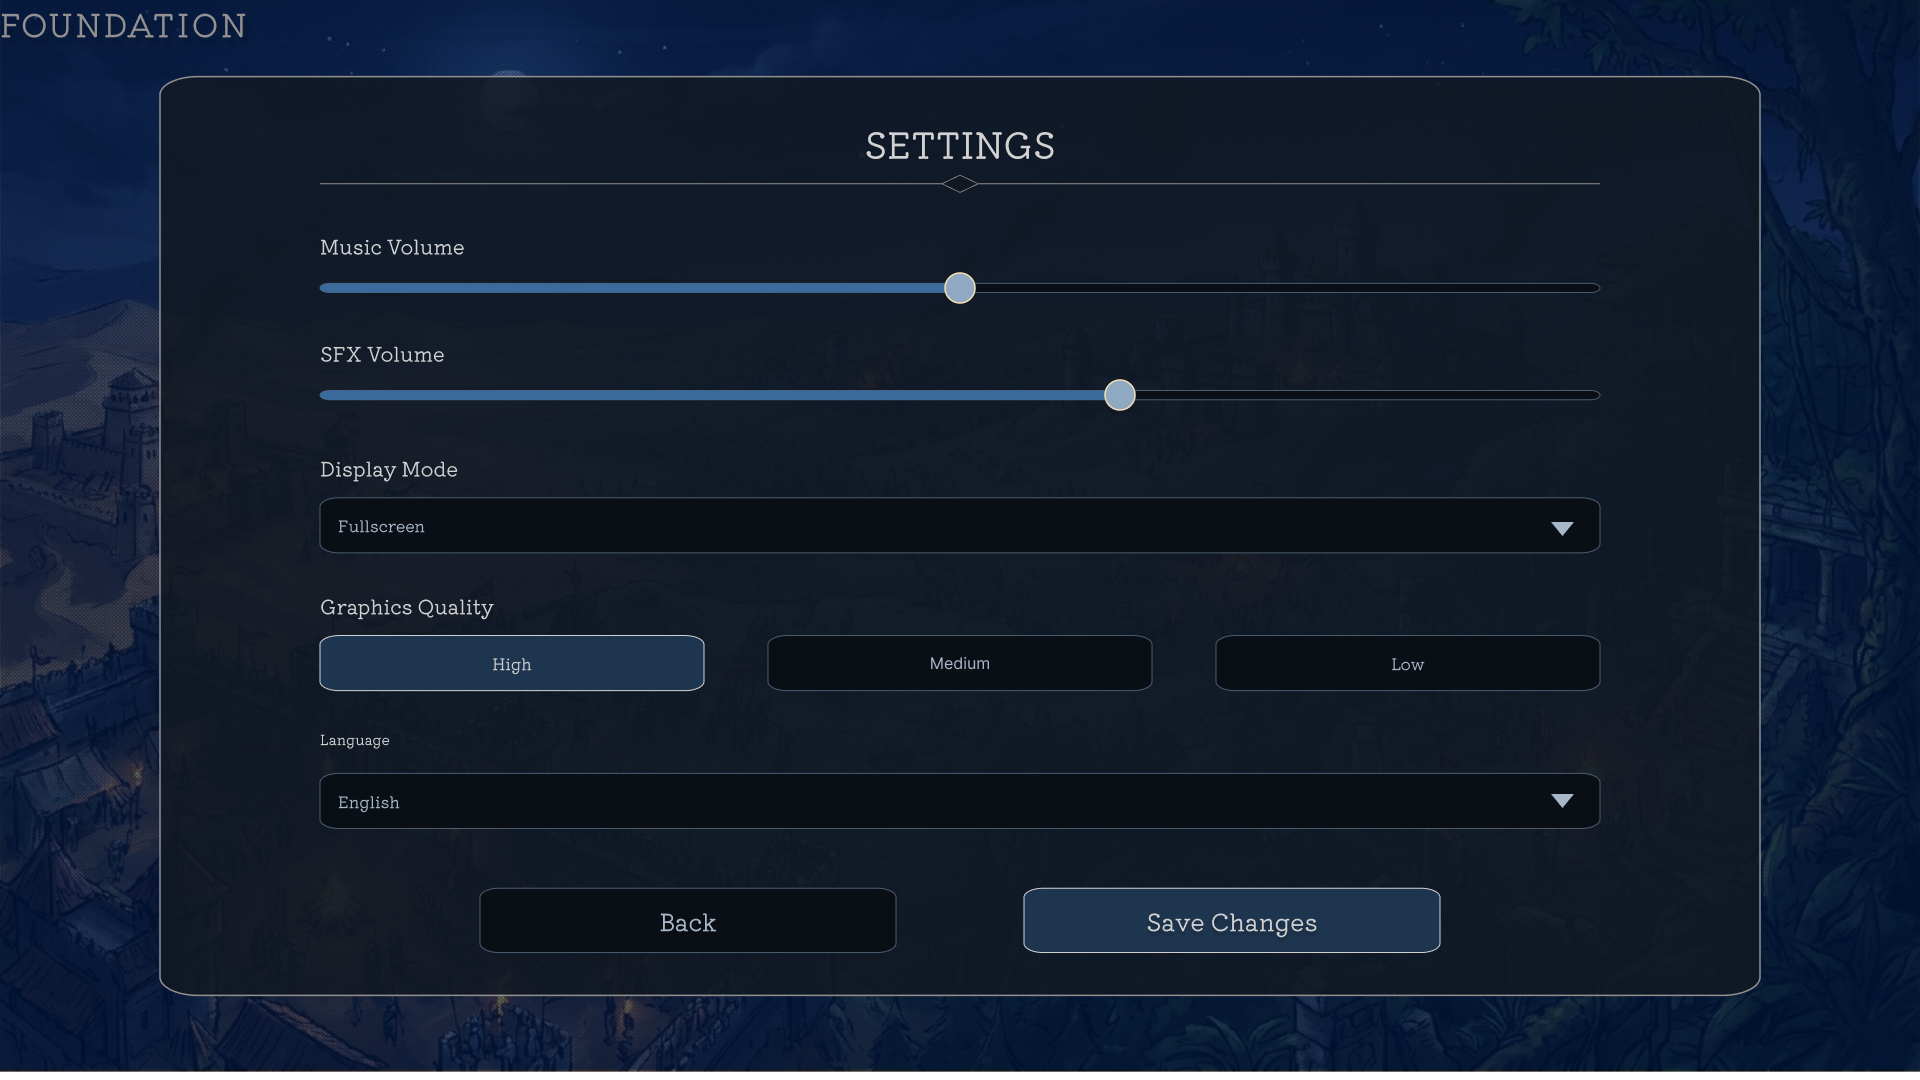 FOUNDATION
SETTINGS
Music Volume
SFX Volume
Display Mode
Fullscreen
Graphics Quality
High
Medium
Low
Language
English
Back
Save Changes